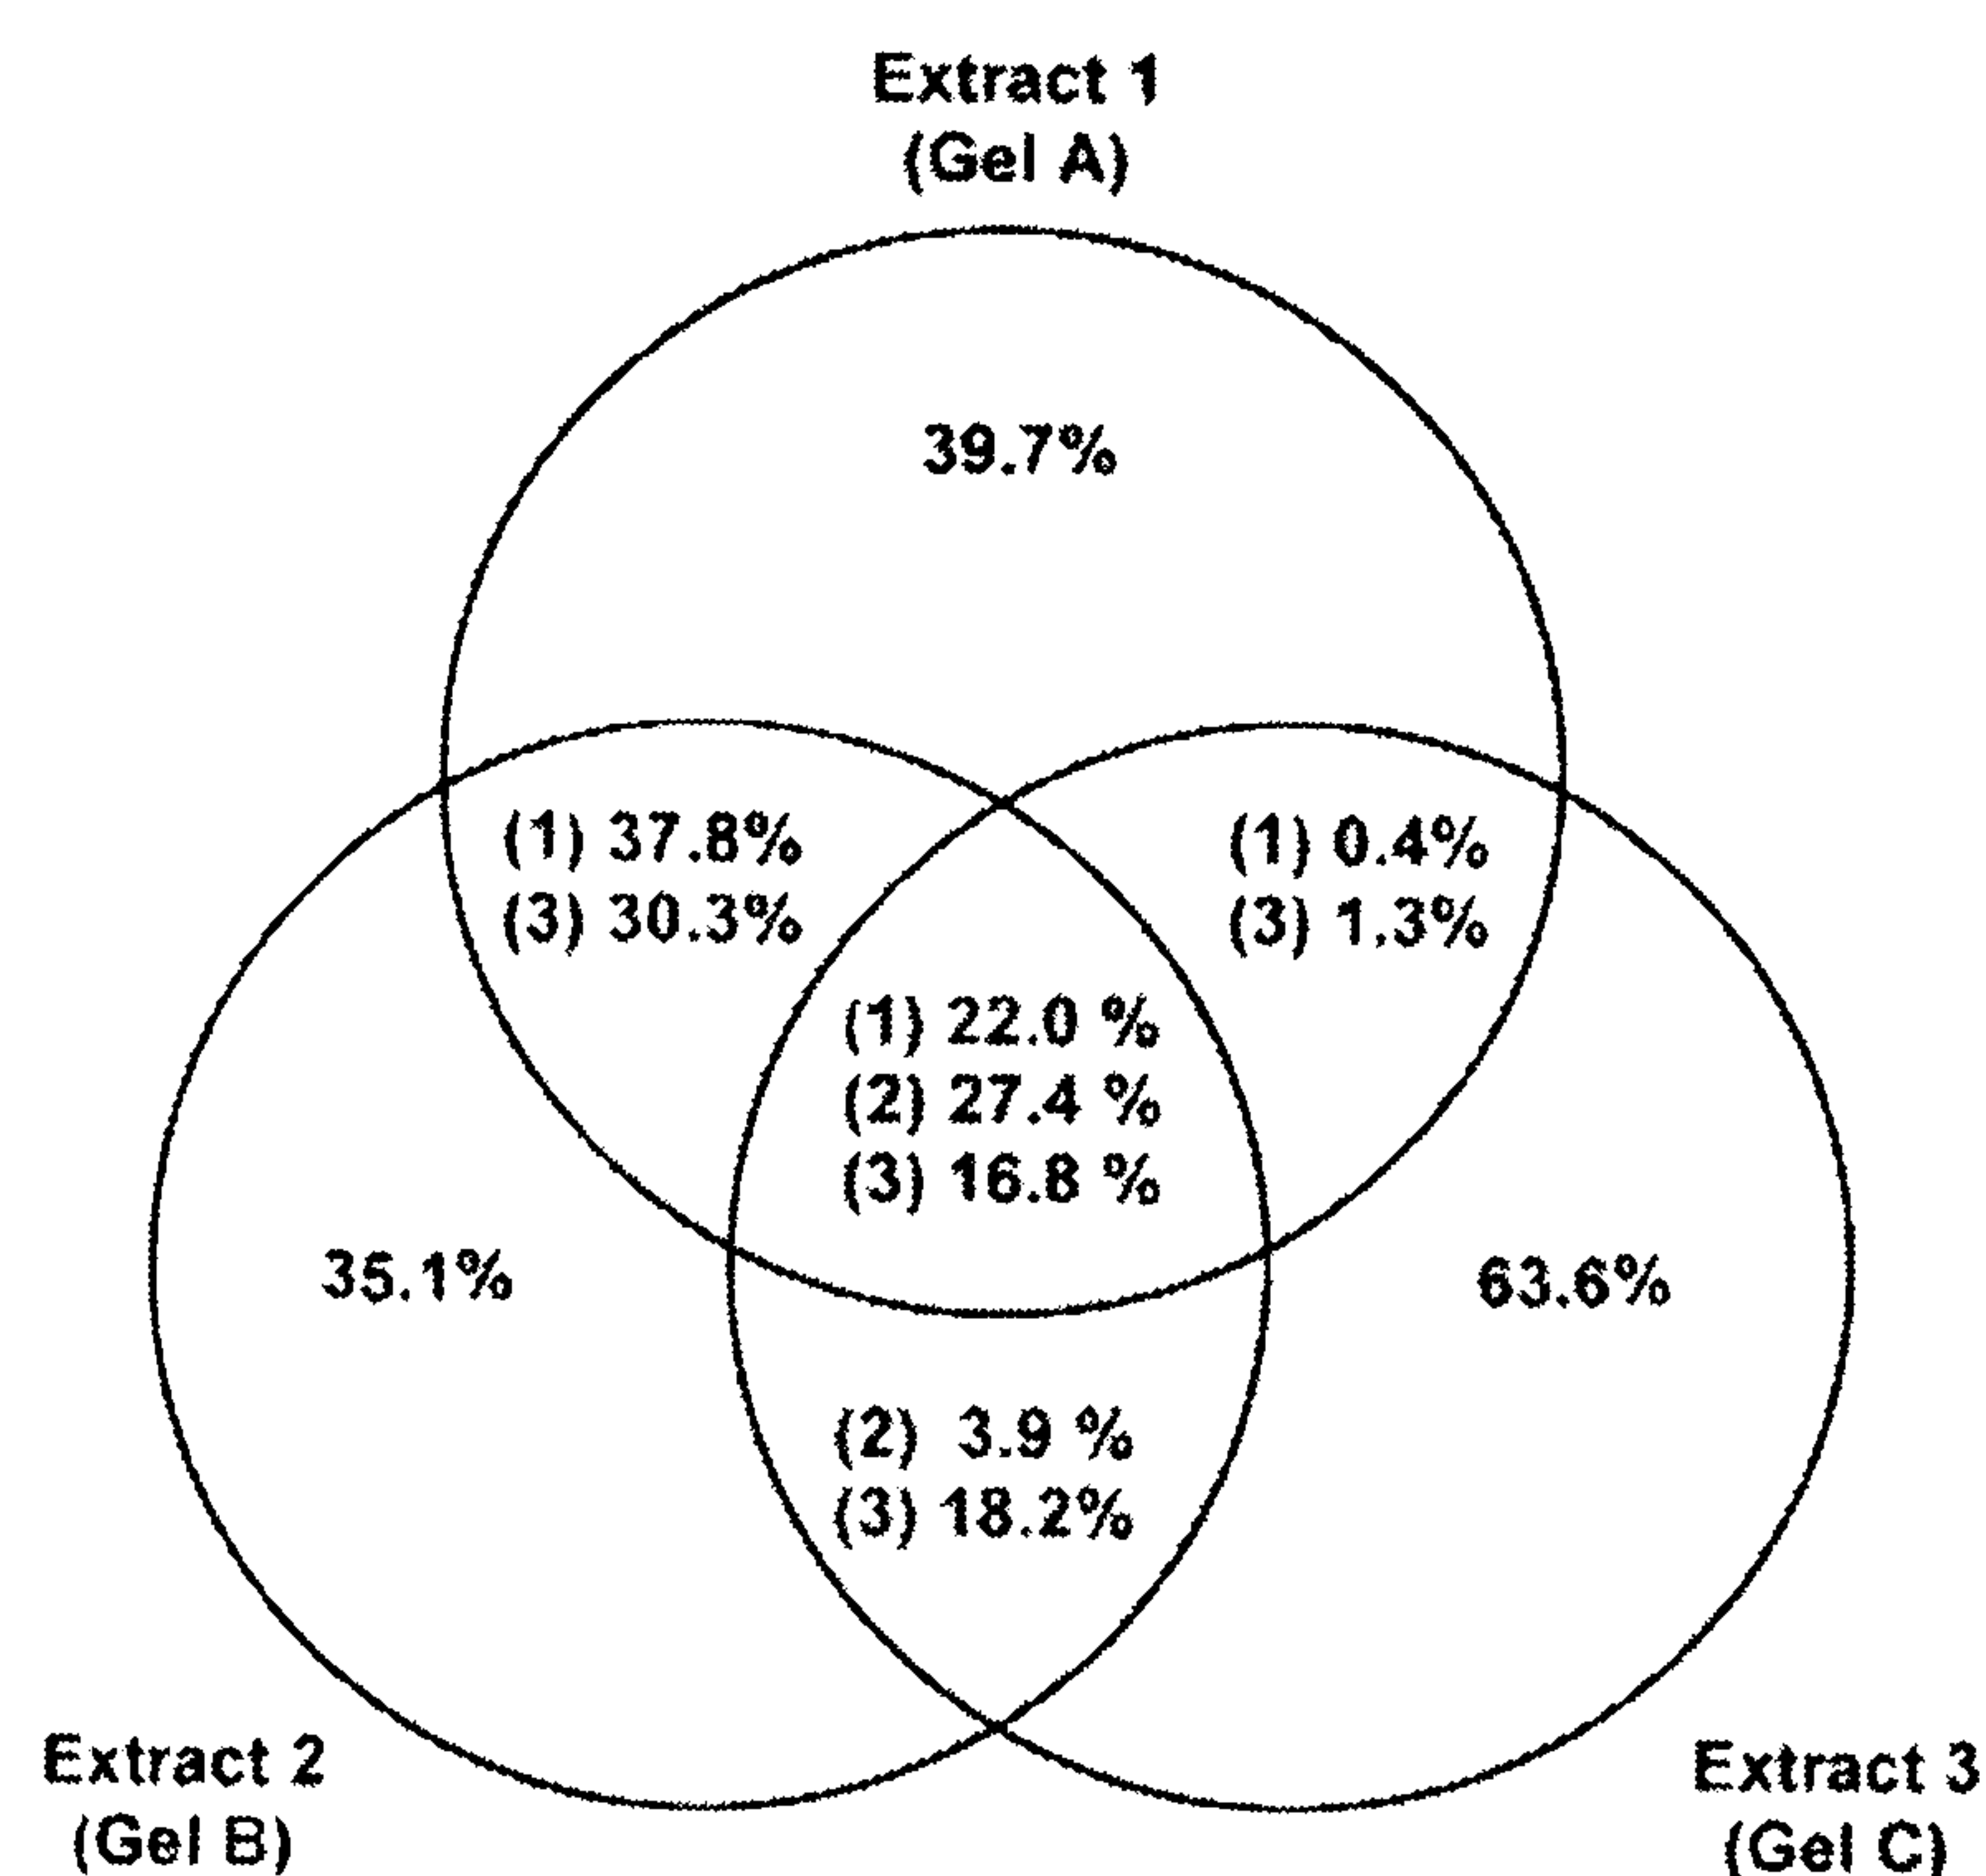 Extract 1
(Gel A)
39.7%
(1) 37.8%
(3) 30.3%
(1) 0.4%
(3) 1.3%
(1) 22.0 %
(2) 27.4 %
(3) 16.8 %
35.1%
63.6%
(2) 3.9 %
(3) 18.2%
Extract 2
(Gel B)
Extract 3
(Gel C)